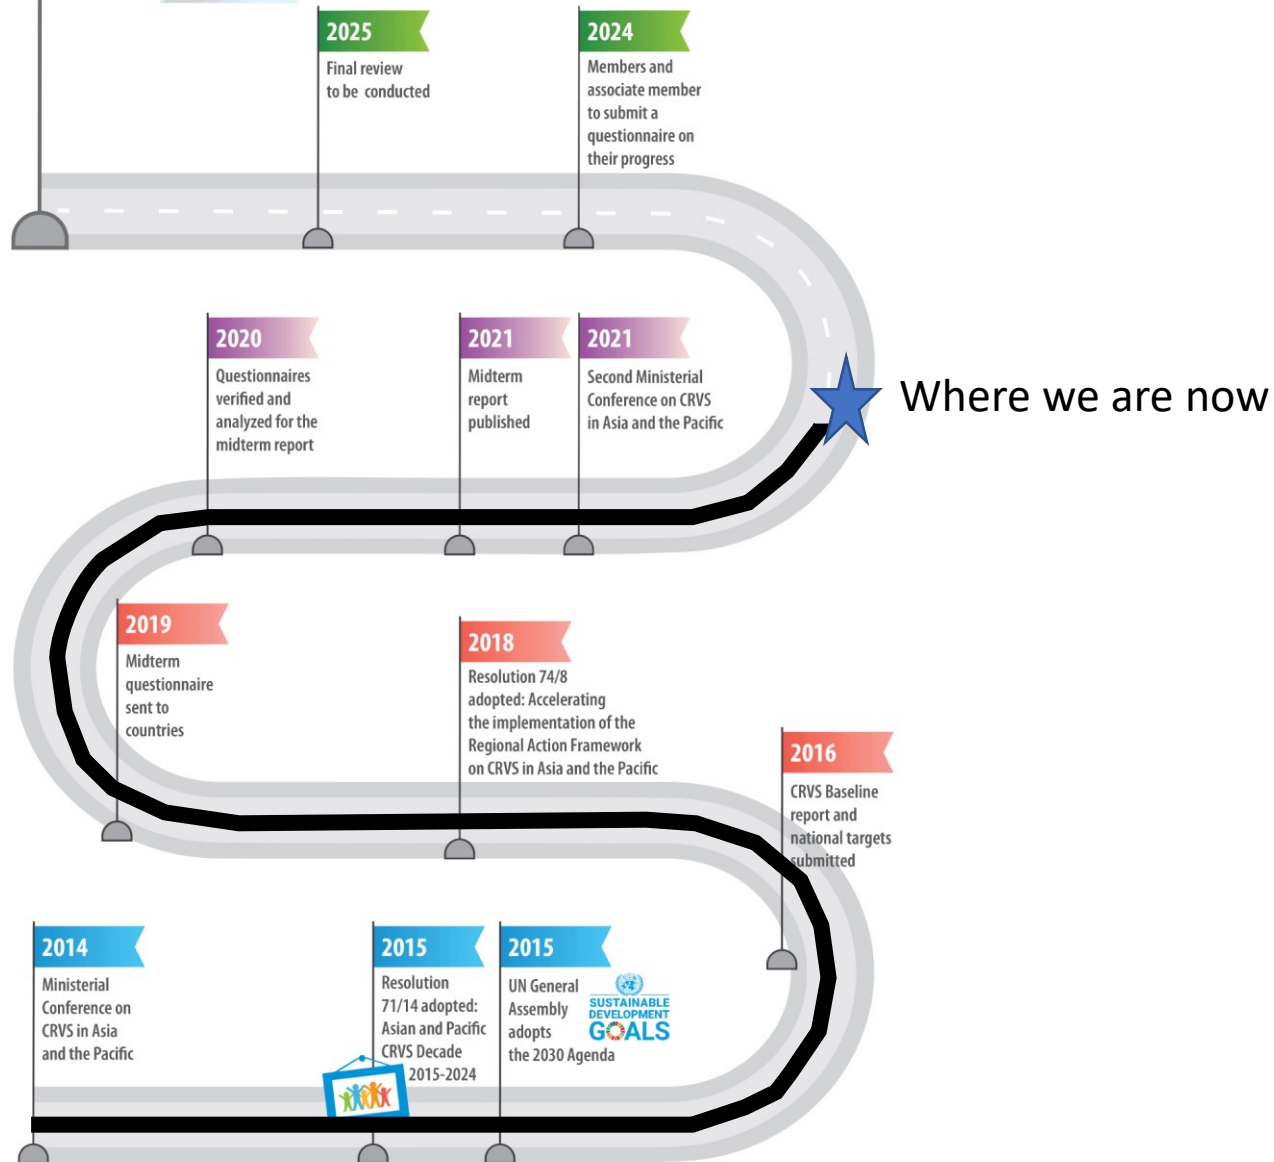 2025
Final review
to be conducted
2024
Members and
associate member
to submit a
questionnaire on
their progress
2020
Questionnaires
verified and
analyzed for the
midterm report
2021
Midterm
report
published
2021
Second Ministerial
Conference on CRVS
in Asia and the Pacific
Where we are now
2019
Midterm
questionnaire
sent to
countries
2018
Resolution 74/8
adopted: Accelerating
the implementation of the
Regional Action Framework
on CRVS in Asia and the Pacific
2016
CRVS Baseline
report and
national targets
submitted
2014
Ministerial
Conference on
CRVS in Asia
and the Pacific
2015
Resolution
71/14 adopted:
Asian and Pacific
CRVS Decade
2015-2024
2015
UN General
Assembly
adopts
the 2030 Agenda
SUSTAINABLE
DEVELOPMENT
GOALS